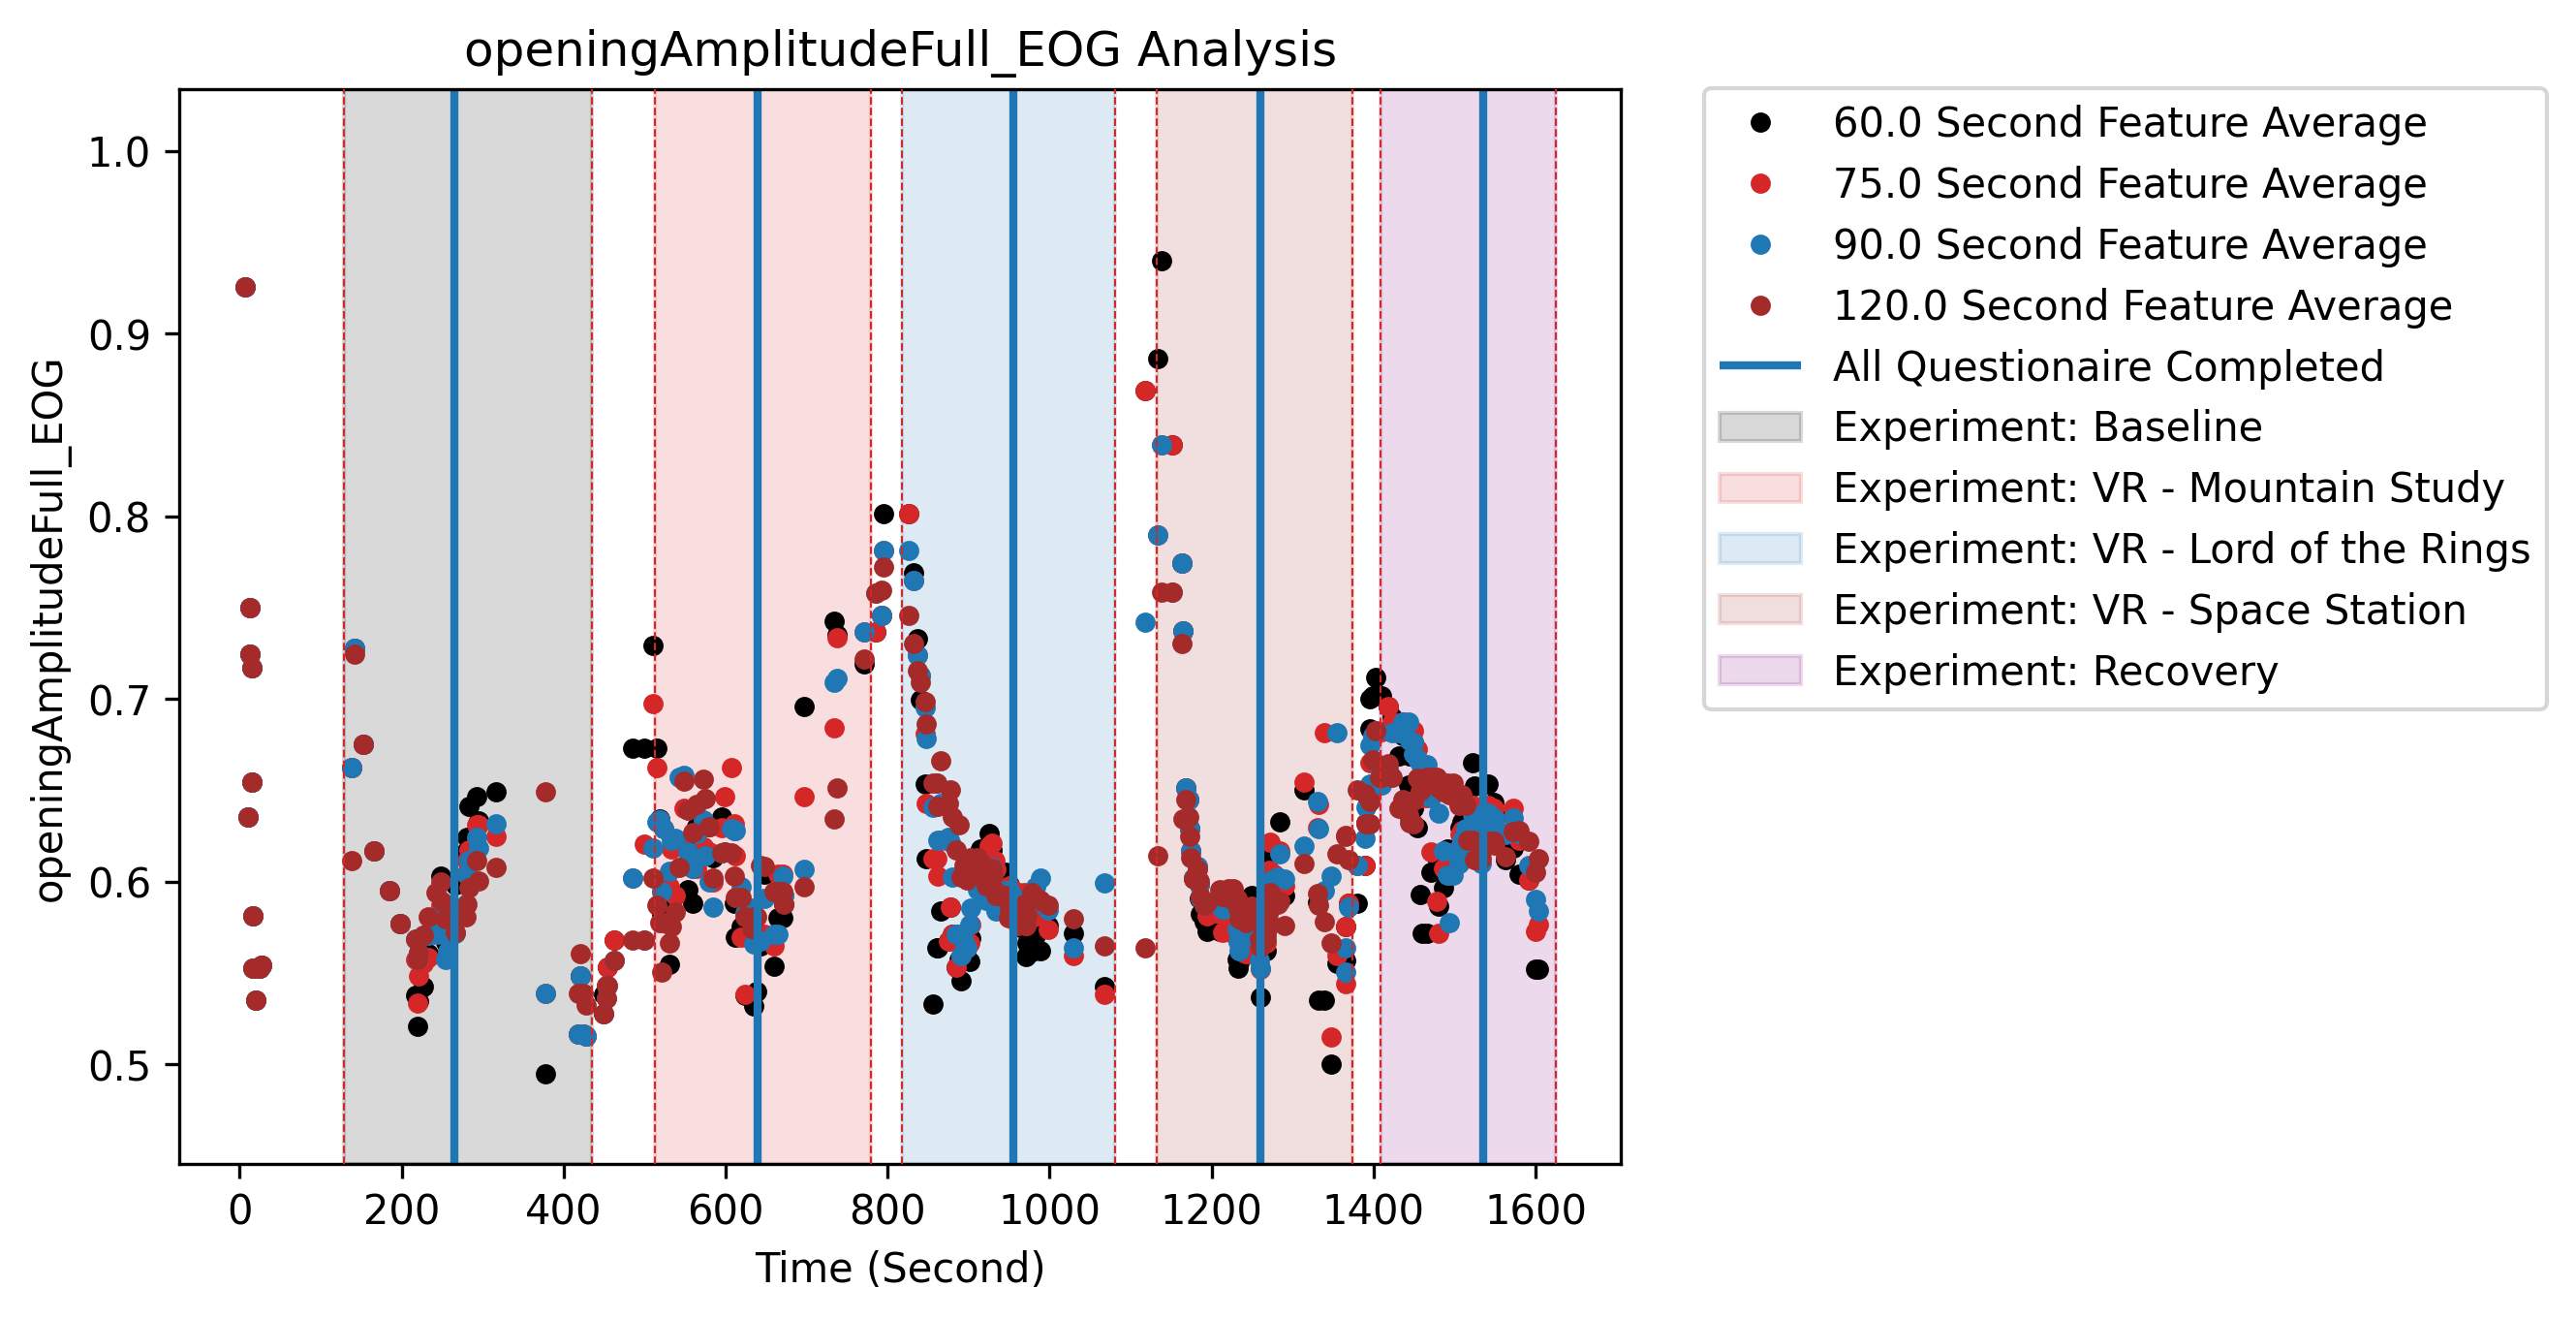 openingAmplitudeFull_EOG Analysis
openingAmplitudeFull_EOG
1.0
0.9
0.8
0.7
0.6
0.5
0 200 400 600 800 1000 1200 1400 1600
Time (Second)
60.0 Second Feature Average
75.0 Second Feature Average
90.0 Second Feature Average
120.0 Second Feature Average
All Questionaire Completed
Experiment: Baseline
Experiment: VR - Mountain Study
Experiment: VR - Lord of the Rings
Experiment: VR - Space Station
Experiment: Recovery